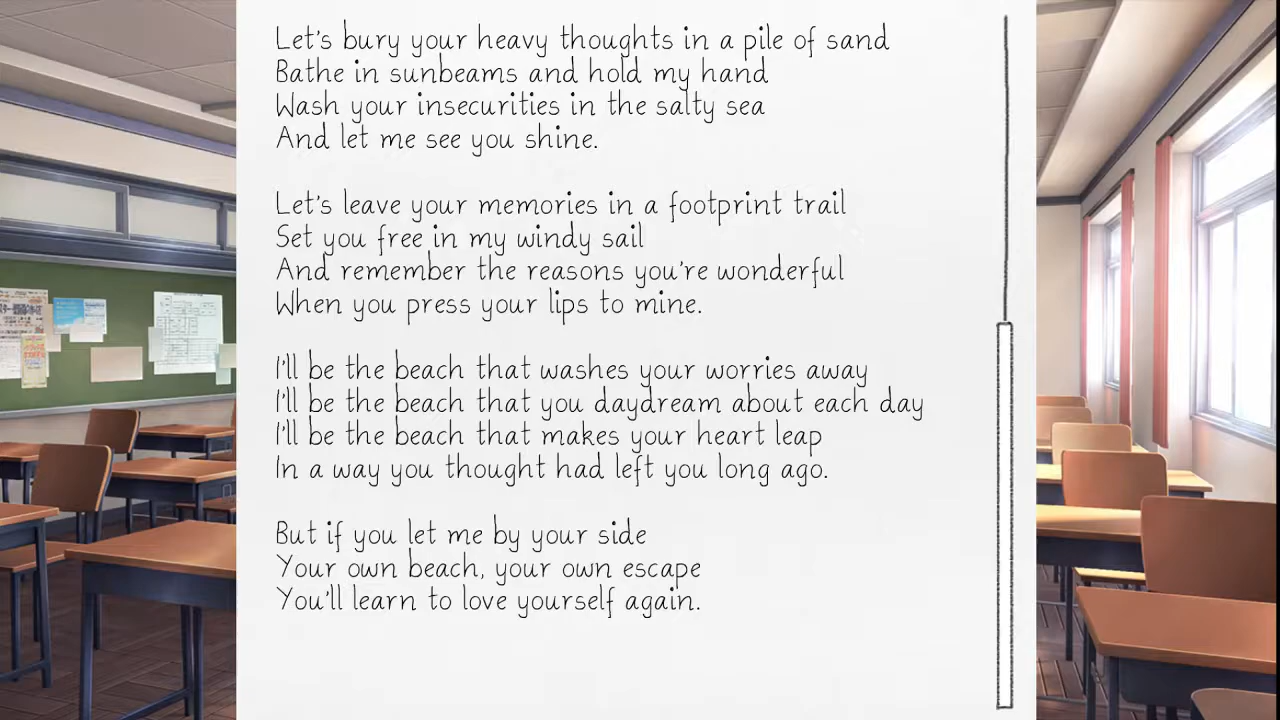 Let's bury your heavy thoughts in a pile of sand
Bathe in sunbeams and hold my hand
Wash your insecurities in the salty sea
And let me see you shine.
Let's leave your memories in a footprint trail
Set you free in my windy sail
And remember the reasons you're wonderful
When you press your lips to mine.
I'll be the beach that washes your worries away
I'll be the beach that you daydream about each day
I'll be the beach that makes your heart leap
In a way you thought had left you long ago.
But if you let me by your side
Your own beach, your own escape
You'll learn to love yourself again.